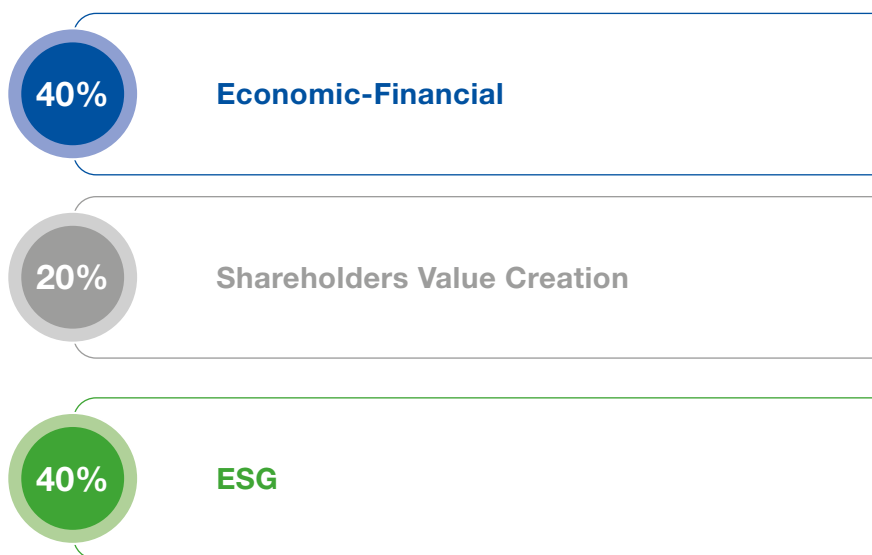 40%
Economic-Financial
20%
Shareholders Value Creation
40%
ESG